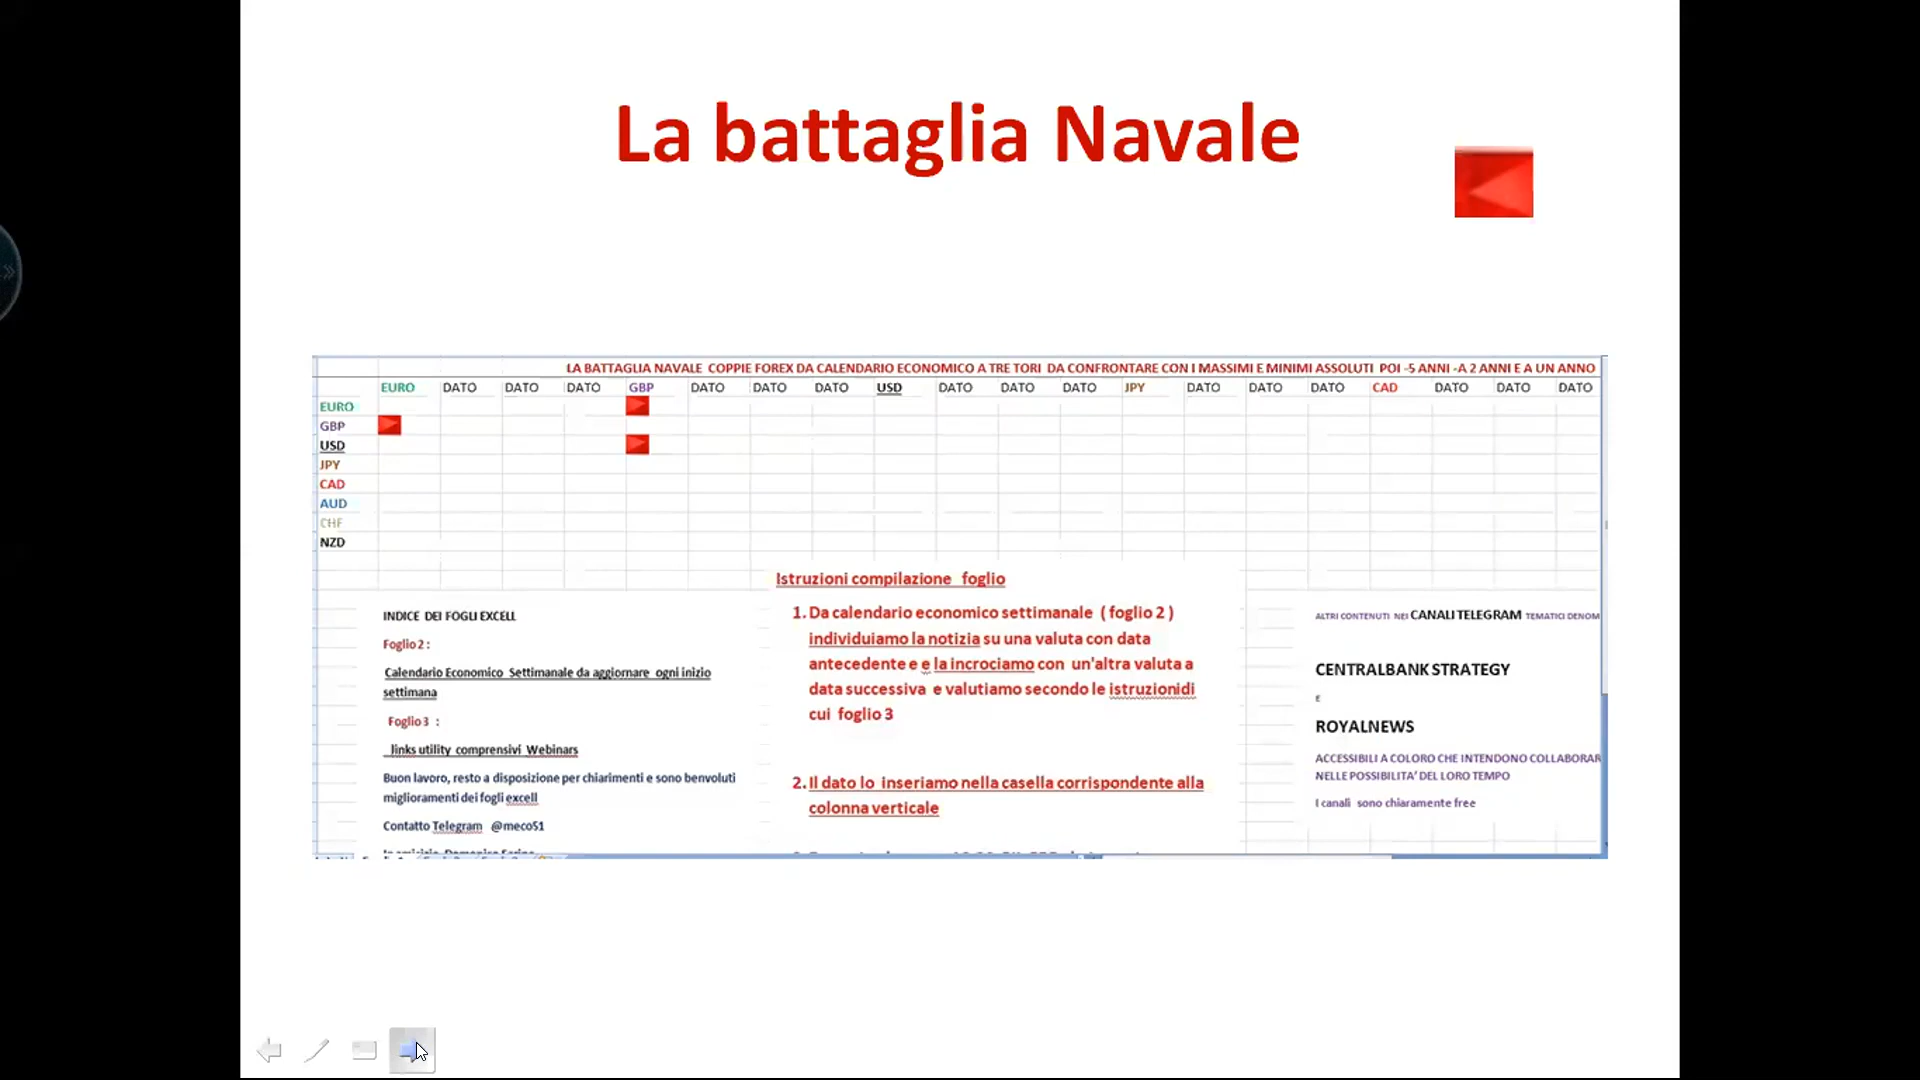 La battaglia Navale
LA BATTAGLIA NAVALE COPPIE FOREX DA CALENDARIO ECONOMICO A TRE TORI DA CONFRONTARE CON I MASSIMI E MINIMI ASSOLUTI POI -5 ANNI -A 2 ANNI E A UN ANNO
EURO DATO DATO DATO GBP DATO DATO DATO USD DATO DATO DATO JPY DATO DATO DATO CAD DATO DATO DATO
EURO
GBP
USD
JPY
CAD
AUD
CHF
NZD
INDICE DEI FOGLI EXCELL
Foglio 2 :
Calendario Economico Settimanale da aggiornare ogni inizio
settimana
Foglio 3 :
links utility comprensivi Webinars
Buon lavoro, resto a disposizione per chiarimenti e sono benvoluti
miglioramenti dei fogli excell
Contatto Telegram @meco51
Istruzioni compilazione foglio
1. Da calendario economico settimanale ( foglio 2 )
individuiamo la notizia su una valuta con data
antecedente e e la incrociamo con un'altra valuta a
data successiva e valutiamo secondo le istruzionidi
cui foglio 3
2. Il dato lo inseriamo nella casella corrispondente alla
colonna verticale
ALTRI CONTENUTI NEI CANALI TELEGRAM TEMATICI DENOM
CENTRALBANK STRATEGY
E
ROYALNEWS
ACCESSIBILI A COLORO CHE INTENDONO COLLABORAR
NELLE POSSIBILITA' DEL LORO TEMPO
I canali sono chiaramente free